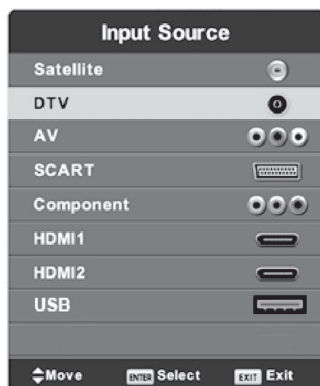 Input Source
Satellite
DTV
AV
SCART
Component
HDMI1
HDMI2
USB
Move ENTER Select EXIT Exit